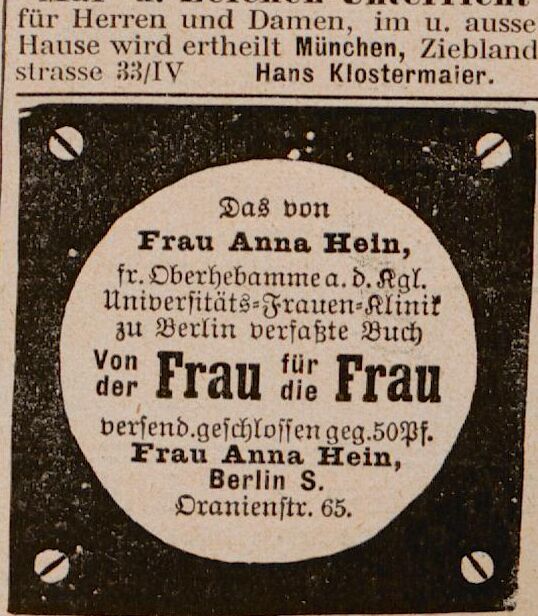 für Herren und Damen, im u. ausse
Hause wird ertheilt München, Ziebland
strasse 33/IV Hans Klostermaier.
Das von
Frau Anna Hein,
fr. Oberhebamme a. d. Kgl.
Universitäts-Frauen-Klinik
zu Berlin verfaßte Buch
Von der Frau für die Frau
versend. geschlossen geg. 50 Pf.
Frau Anna Hein,
Berlin S.
Oranienstr. 65.